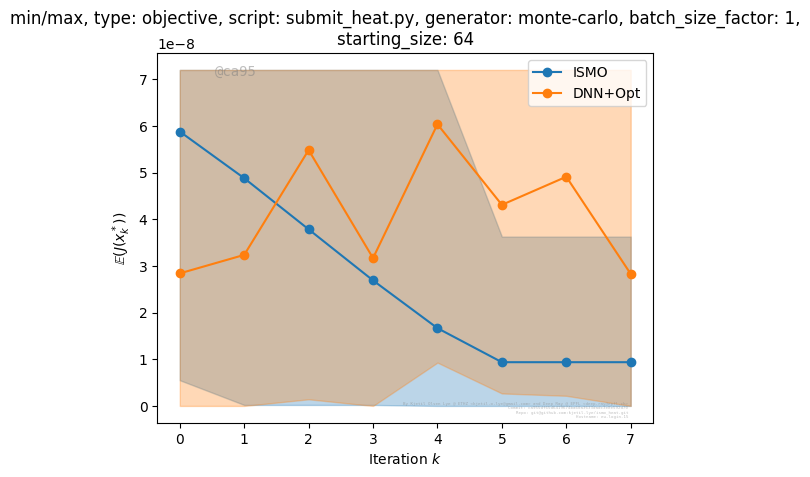 min/max, type: objective, script: submit_heat.py, generator: monte-carlo, batch_size_factor: 1,
starting_size: 64
1e−8
@ca95
ISMO
DNN+Opt
7
6
5
4
3
2
1
0
𝔼(J(x*ₖ))
0 1 2 3 4 5 6 7
Iteration k